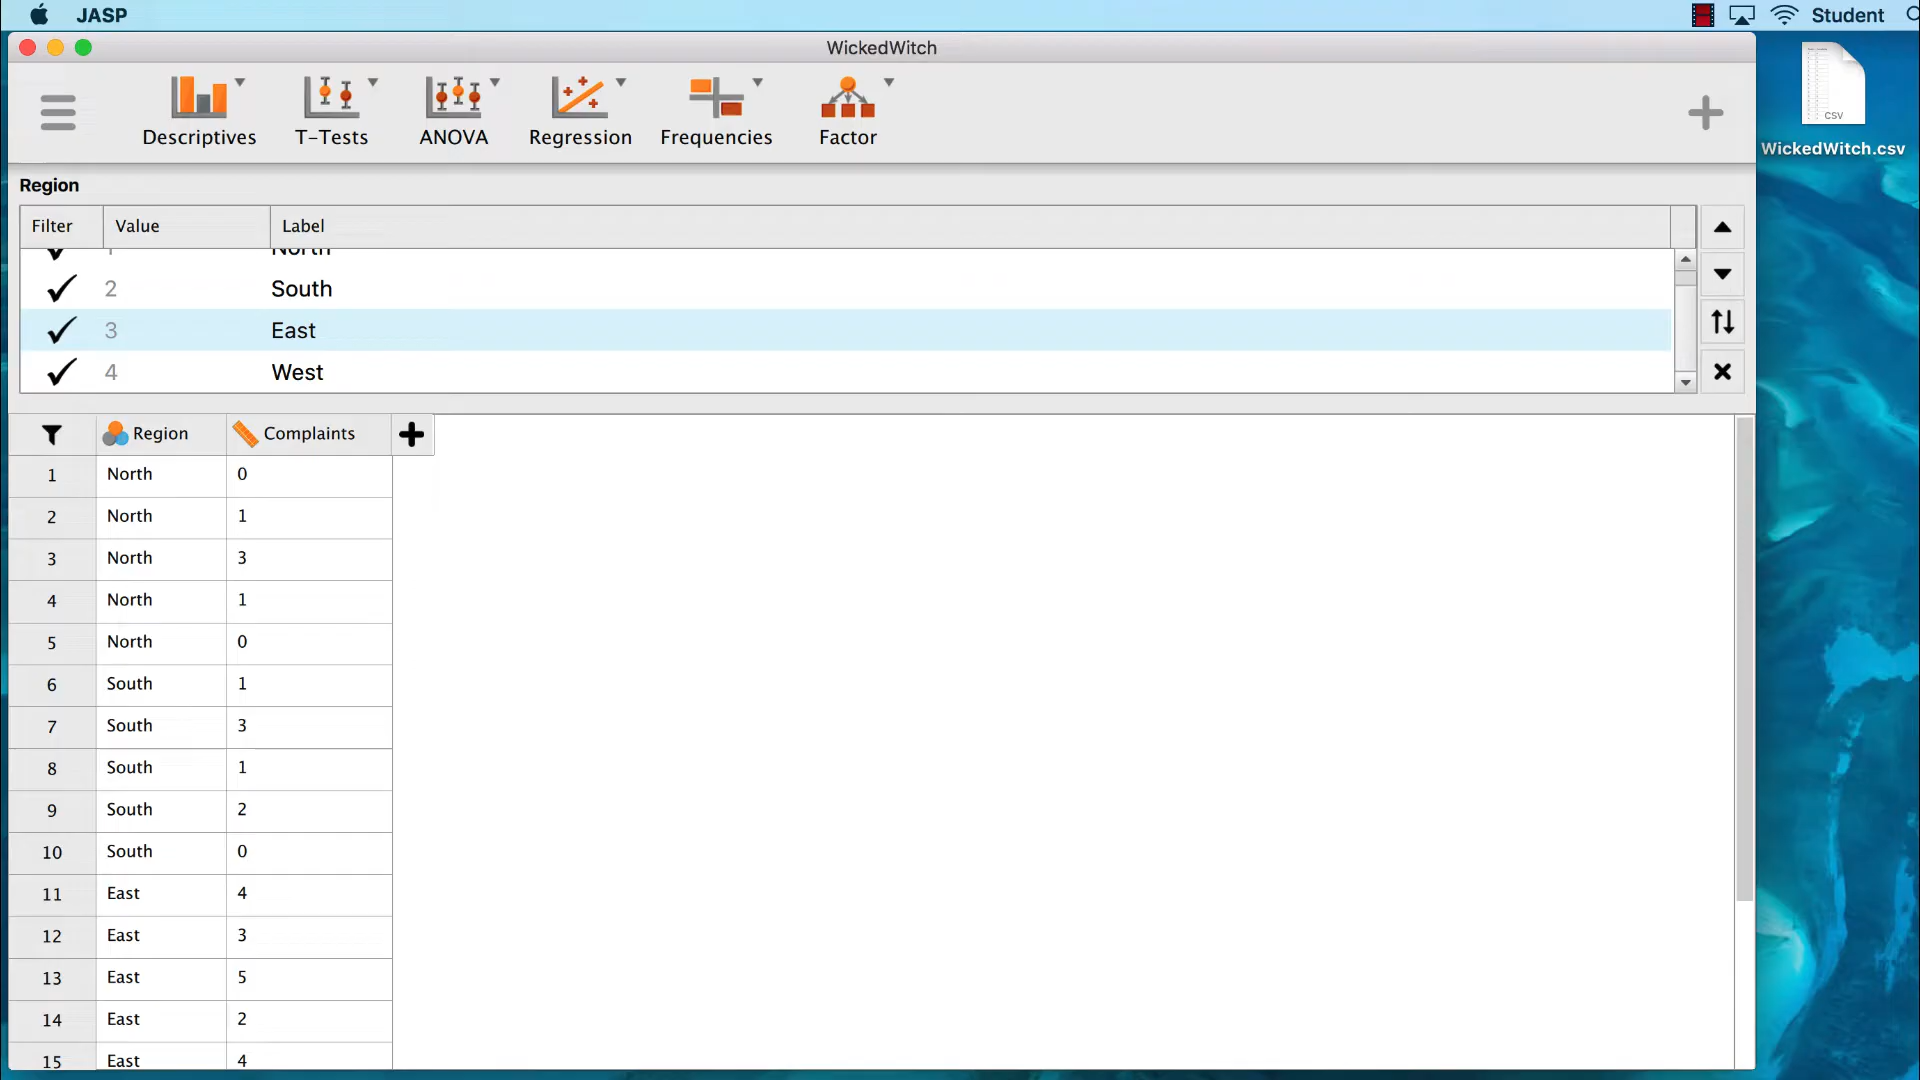 JASP Student
WickedWitch
Descriptives T-Tests ANOVA Regression Frequencies Factor
CSV
WickedWitch.csv
Region
Filter Value Label
1 North
2 South
3 East
4 West
Region Complaints
1 North 0
2 North 1
3 North 3
4 North 1
5 North 0
6 South 1
7 South 3
8 South 1
9 South 2
10 South 0
11 East 4
12 East 3
13 East 5
14 East 2
15 East 4